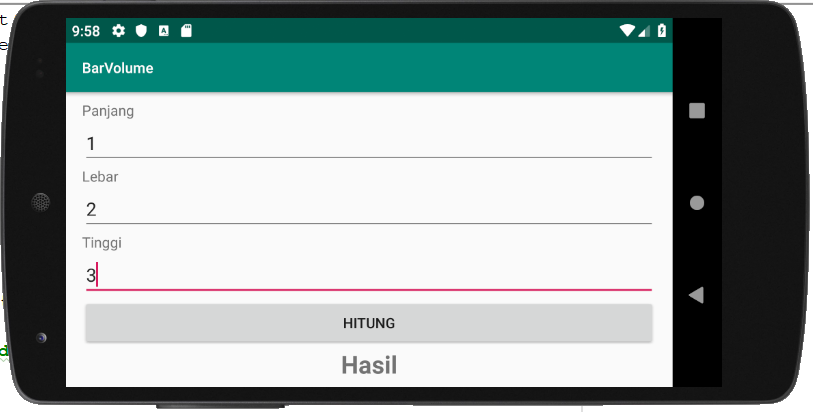 9:58
BarVolume
Panjang
1
Lebar
2
Tinggi
3
HITUNG
Hasil